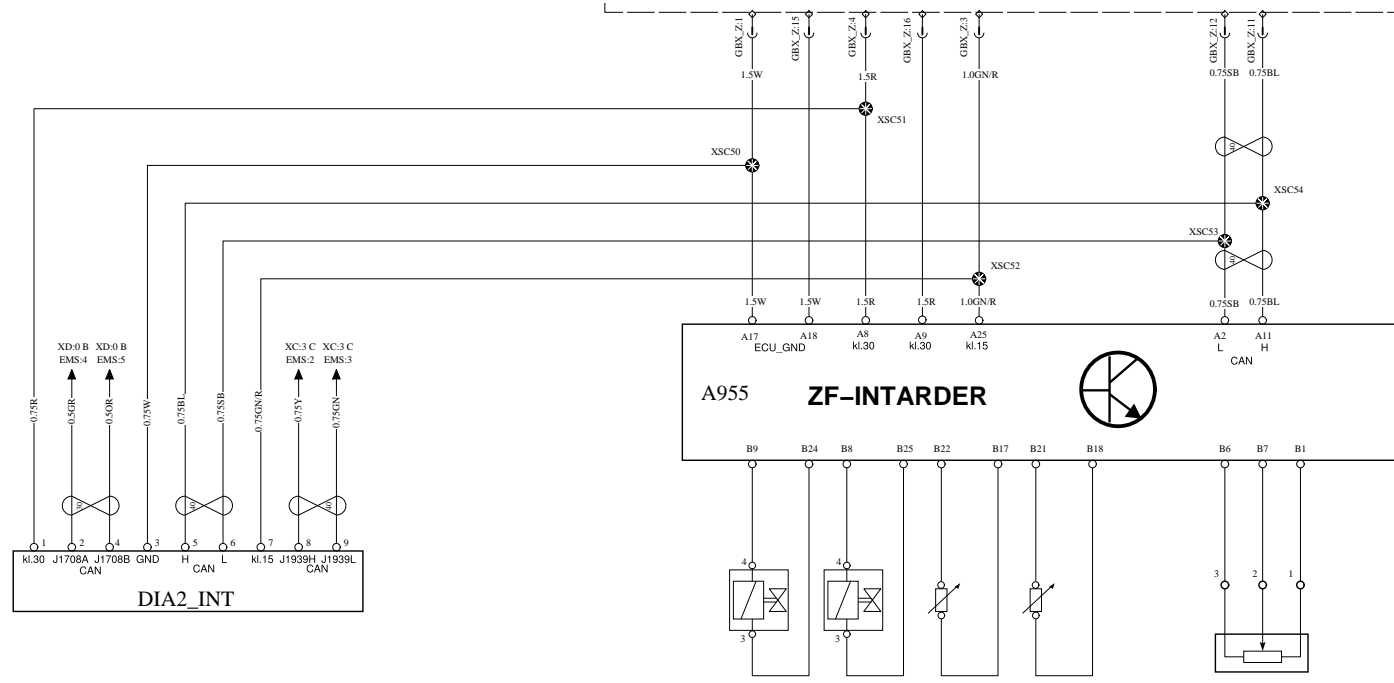 GBX_Z:1 GBX_Z:15 GBX_Z:4 GBX_Z:16 GBX_Z:3 GBX_Z:12 GBX_Z:11
1.5W 1.5R 1.0GN/R 0.75SB 0.75BL
XSC51
40
XSC50
XSC54
XSC53
40
XSC52
1.5W 1.5W 1.5R 1.5R 1.0GN/R 0.75SB 0.75BL
A17 A18 A8 A9 A25 A2 A11
ECU_GND kl.30 kl.30 kl.15 L H
CAN
XD:0 B XD:0 B XC:3 C XC:3 C
EMS:4 EMS:5 EMS:2 EMS:3
A955 ZF-INTARDER
0.75R 0.5GR 0.5OR 0.75W 0.75BL 0.75SB 0.75GN/R 0.75Y 0.75GN
B9 B24 B8 B25 B22 B17 B21 B18 B6 B7 B1
30 40 40
1 2 4 3 5 6 7 8 9
kl.30 J1708A J1708B GND H L kl.15 J1939H J1939L
CAN CAN CAN
DIA2_INT
4 4 3 2 1
3 3